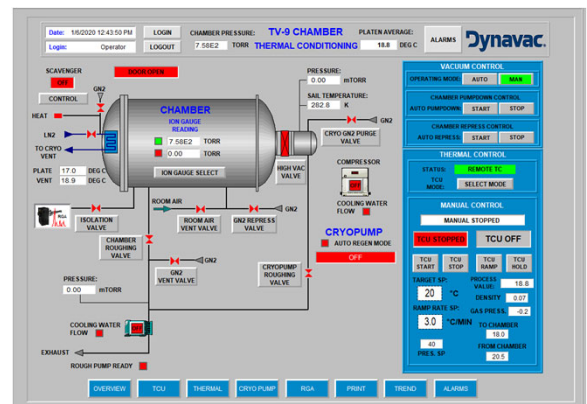 Date: 1/6/2020 12:43:50 PM
LOGIN
CHAMBER PRESSURE:
TV-9 CHAMBER
PLATEN AVERAGE:
ALARMS
Dynavac.
Login: Operator
LOGOUT
7.58E2 TORR
THERMAL CONDITIONING
18.8 DEG C
SCAVENGER
OFF
DOOR OPEN
CONTROL
GN2
HEAT
LN2
TO CRYO
VENT
PLATE 17.0 DEG C
VENT 18.9 DEG C
CHAMBER
ION GAUGE
READING
7.58E2 TORR
0.00 TORR
ION GAUGE SELECT
PRESSURE:
0.00 mTORR
SAIL TEMPERATURE:
282.8 K
GN2
CRYO GN2 PURGE
VALVE
HIGH VAC
VALVE
COMPRESSOR
OFF
COOLING WATER
FLOW
RGA
ISOLATION
VALVE
ROOM AIR
ROOM AIR
VENT VALVE
GN2 REPRESS
VALVE
GN2
CRYOPUMP
AUTO REGEN MODE
OFF
CHAMBER
ROUGHING
VALVE
GN2
GN2
VENT VALVE
CRYOPUMP
ROUGHING
VALVE
PRESSURE:
0.00 mTORR
COOLING WATER
FLOW
OFF
EXHAUST
ROUGH PUMP READY
VACUUM CONTROL
OPERATING MODE: AUTO MAN
CHAMBER PUMPDOWN CONTROL
AUTO PUMPDOWN: START STOP
CHAMBER REPRESS CONTROL
AUTO REPRESS: START STOP
THERMAL CONTROL
STATUS: REMOTE TC
TCU
MODE:
SELECT MODE
MANUAL CONTROL
MANUAL STOPPED
TCU STOPPED
TCU OFF
TCU
START
TCU
STOP
TCU
RAMP
TCU
HOLD
TARGET SP:
20 °C
PROCESS
VALUE:
18.8
DENSITY 0.07
RAMP RATE SP:
3.0 °C/MIN
GAS PRESS. -0.2
TO CHAMBER
18.0
40
PRES. SP
FROM CHAMBER
20.5
OVERVIEW
TCU
THERMAL
CRYO PUMP
RGA
PRINT
TREND
ALARMS